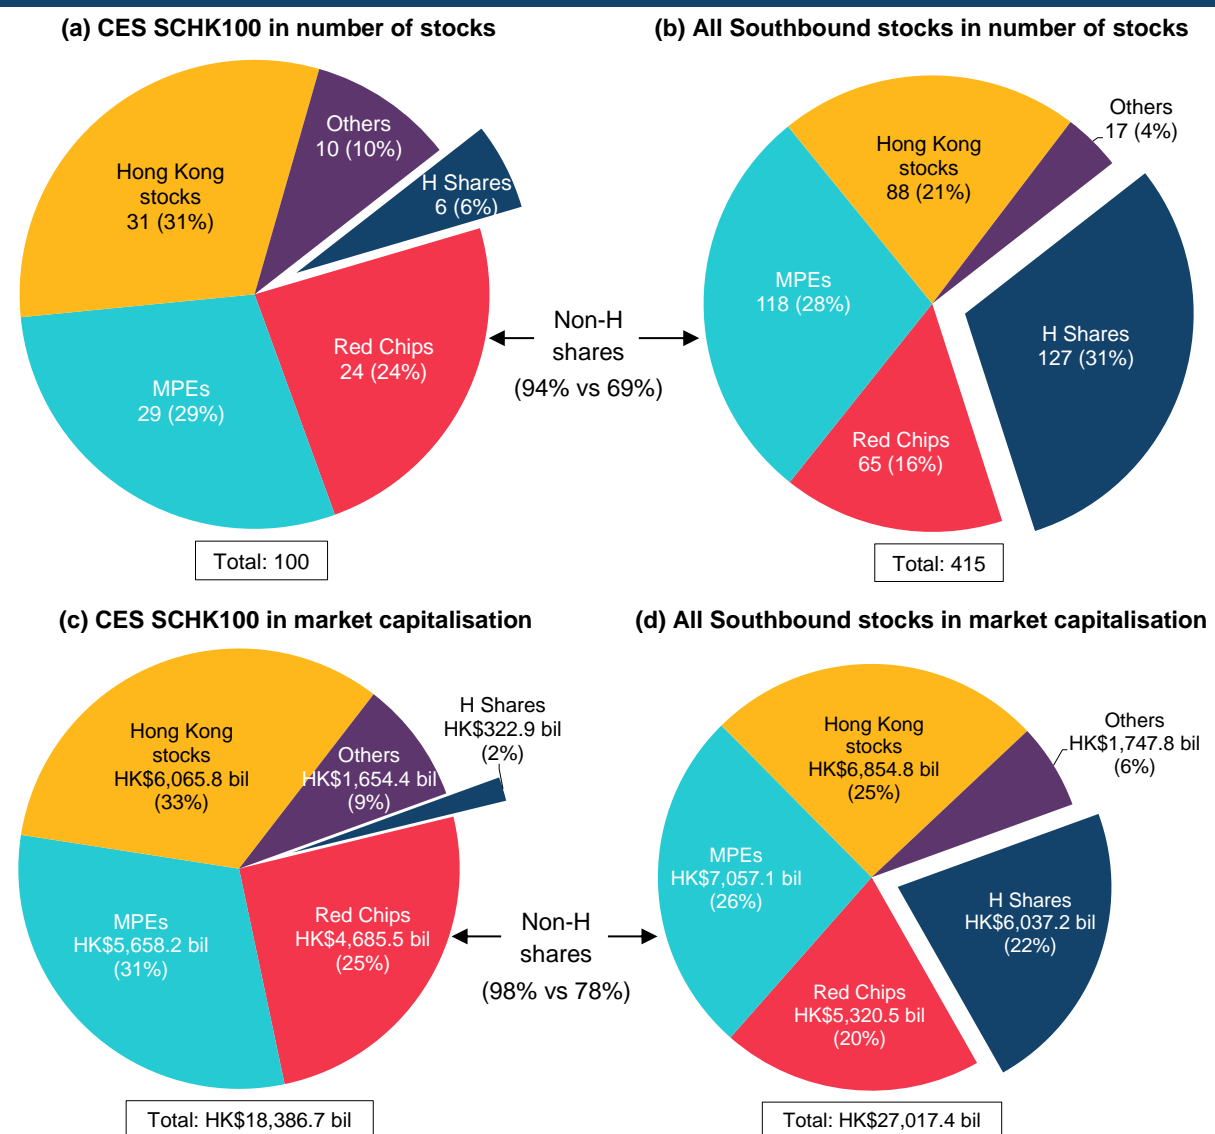 (a) CES SCHK100 in number of stocks
Others
10 (10%)
H Shares
6 (6%)
Hong Kong
stocks
31 (31%)
Red Chips
24 (24%)
MPEs
29 (29%)
Total: 100
Non-H
shares
(94% vs 69%)
(b) All Southbound stocks in number of stocks
Others
17 (4%)
Hong Kong
stocks
88 (21%)
MPEs
118 (28%)
H Shares
127 (31%)
Red Chips
65 (16%)
Total: 415
(c) CES SCHK100 in market capitalisation
H Shares
HK$322.9 bil
(2%)
Hong Kong
stocks
HK$6,065.8 bil
(33%)
Others
HK$1,654.4 bil
(9%)
MPEs
HK$5,658.2 bil
(31%)
Red Chips
HK$4,685.5 bil
(25%)
Total: HK$18,386.7 bil
Non-H
shares
(98% vs 78%)
(d) All Southbound stocks in market capitalisation
Others
HK$1,747.8 bil
(6%)
Hong Kong
stocks
HK$6,854.8 bil
(25%)
MPEs
HK$7,057.1 bil
(26%)
H Shares
HK$6,037.2 bil
(22%)
Red Chips
HK$5,320.5 bil
(20%)
Total: HK$27,017.4 bil